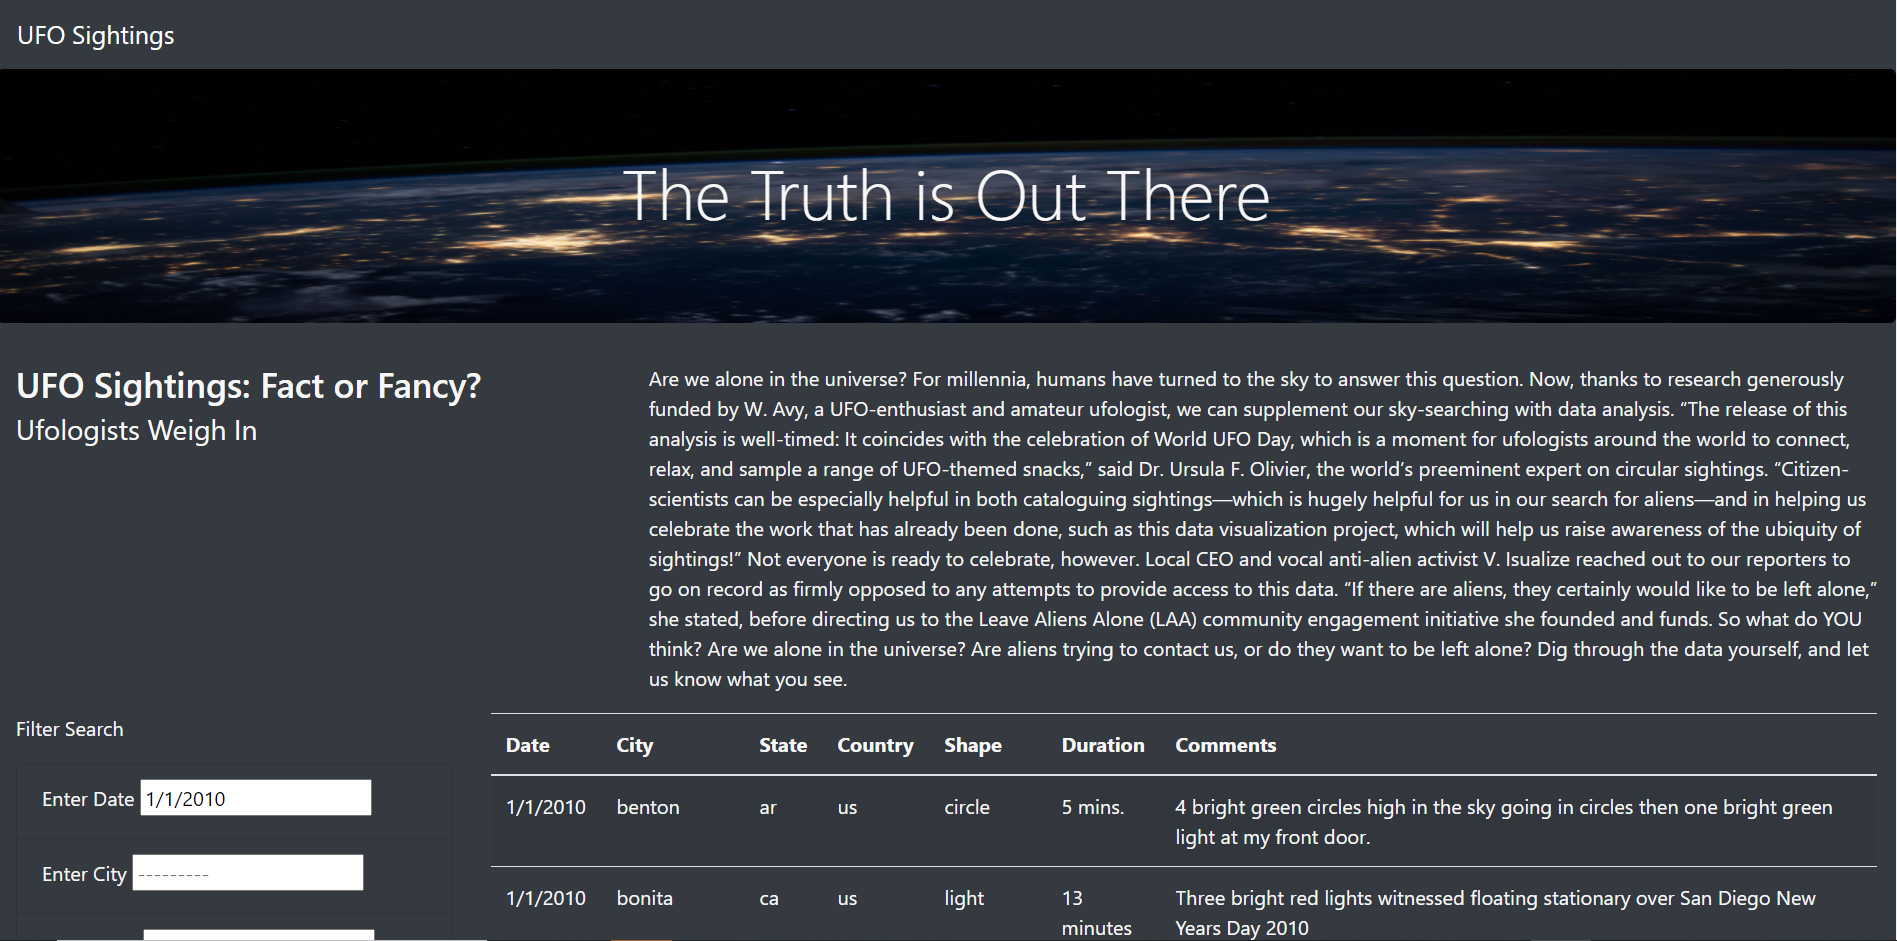 UFO Sightings
The Truth is Out There
UFO Sightings: Fact or Fancy?
Ufologists Weigh In
Are we alone in the universe? For millennia, humans have turned to the sky to answer this question. Now, thanks to research generously
funded by W. Avy, a UFO-enthusiast and amateur ufologist, we can supplement our sky-searching with data analysis. “The release of this
analysis is well-timed: It coincides with the celebration of World UFO Day, which is a moment for ufologists around the world to connect,
relax, and sample a range of UFO-themed snacks,” said Dr. Ursula F. Olivier, the world’s preeminent expert on circular sightings. “Citizen-
scientists can be especially helpful in both cataloguing sightings—which is hugely helpful for us in our search for aliens—and in helping us
celebrate the work that has already been done, such as this data visualization project, which will help us raise awareness of the ubiquity of
sightings!” Not everyone is ready to celebrate, however. Local CEO and vocal anti-alien activist V. Isualize reached out to our reporters to
go on record as firmly opposed to any attempts to provide access to this data. “If there are aliens, they certainly would like to be left alone,”
she stated, before directing us to the Leave Aliens Alone (LAA) community engagement initiative she founded and funds. So what do YOU
think? Are we alone in the universe? Are aliens trying to contact us, or do they want to be left alone? Dig through the data yourself, and let
us know what you see.
Filter Search
Enter Date 1/1/2010
Enter City ---------
Date City State Country Shape Duration Comments
1/1/2010 benton ar us circle 5 mins. 4 bright green circles high in the sky going in circles then one bright green
light at my front door.
1/1/2010 bonita ca us light 13 Three bright red lights witnessed floating stationary over San Diego New
minutes Years Day 2010